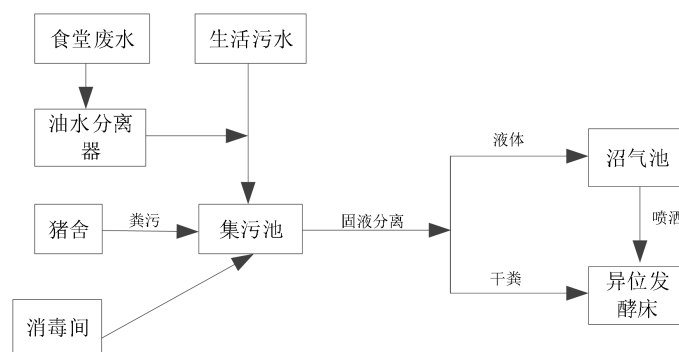 食堂废水
生活污水
油水分离
器
液体
沼气池
猪舍
粪污
集污池
固液分离
喷洒
干粪
异位发
酵床
消毒间